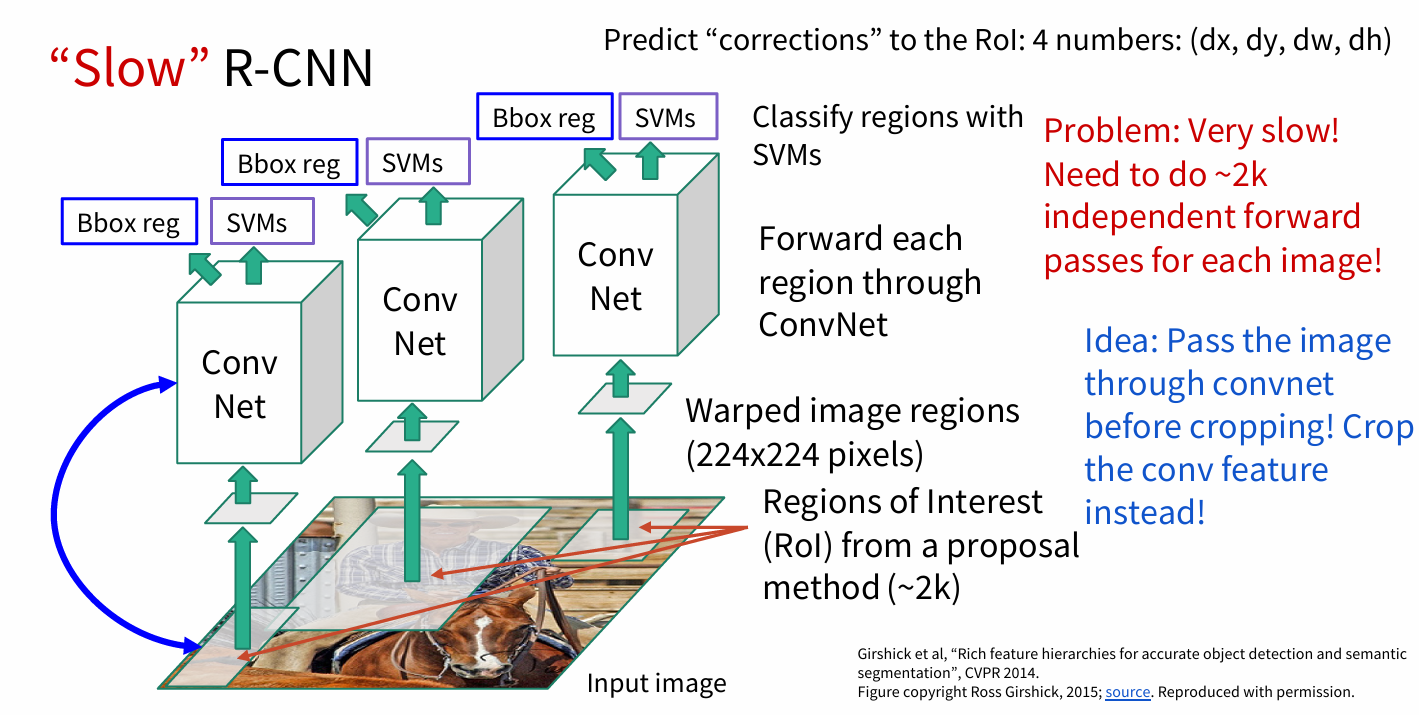 Predict “corrections” to the RoI: 4 numbers: (dx, dy, dw, dh)
“Slow” R-CNN
Bbox reg
SVMs
Bbox reg
SVMs
Bbox reg
SVMs
Classify regions with
SVMs
Problem: Very slow!
Need to do ~2k
independent forward
passes for each image!
Conv
Net
Conv
Net
Conv
Net
Forward each
region through
ConvNet
Idea: Pass the image
through convnet
before cropping! Crop
the conv feature
instead!
Warped image regions
(224x224 pixels)
Regions of Interest
(RoI) from a proposal
method (~2k)
Input image
Girshick et al, “Rich feature hierarchies for accurate object detection and semantic
segmentation”, CVPR 2014.
Figure copyright Ross Girshick, 2015; source. Reproduced with permission.